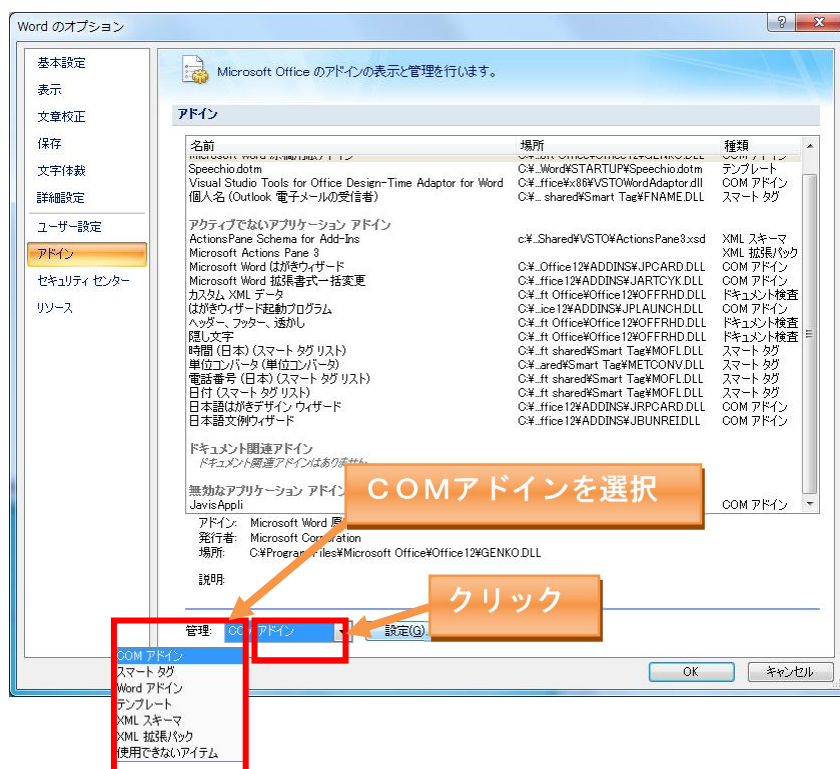 Word のオプション
基本設定
表示
文章校正
保存
文字体裁
詳細設定
ユーザー設定
アドイン
セキュリティ センター
リソース
Microsoft Office のアドインの表示と管理を行います。
アドイン
名前 場所 種類
Speechio.dotm C:¥...Word¥STARTUP¥Speechio.dotm テンプレート
Visual Studio Tools for Office Design-Time Adaptor for Word C:¥...ffice¥x86¥VSTOWordAdaptor.dll COM アドイン
個人名 (Outlook 電子メールの受信者) C:¥... shared¥Smart Tag¥FNAME.DLL スマート タグ
アクティブでないアプリケーション アドイン
ActionsPane Schema for Add-Ins c:¥...Shared¥VSTO¥ActionsPane3.xsd XML スキーマ
Microsoft Actions Pane 3 XML 拡張パック
Microsoft Word はがきウィザード C:¥...Office12¥ADDINS¥JPCARD.DLL COM アドイン
Microsoft Word 拡張書式一括変更 C:¥...ffice12¥ADDINS¥JARTCYK.DLL COM アドイン
カスタム XML データ C:¥...ft Office¥Office12¥OFFRHD.DLL ドキュメント検査
はがきウィザード起動プログラム C:¥...ice12¥ADDINS¥JPLAUNCH.DLL COM アドイン
ヘッダー、フッター、透かし C:¥...ft Office¥Office12¥OFFRHD.DLL ドキュメント検査
隠し文字 C:¥...ft Office¥Office12¥OFFRHD.DLL ドキュメント検査
時間 (日本) (スマート タグ リスト) C:¥...ft shared¥Smart Tag¥MOFL.DLL スマート タグ
単位コンバータ (単位コンバータ) C:¥...ared¥Smart Tag¥METCONV.DLL スマート タグ
電話番号 (日本) (スマート タグ リスト) C:¥...ft shared¥Smart Tag¥MOFL.DLL スマート タグ
日付 (スマート タグ リスト) C:¥...ft shared¥Smart Tag¥MOFL.DLL スマート タグ
日本語はがきデザイン ウィザード C:¥...ffice12¥ADDINS¥JRPCARD.DLL COM アドイン
日本語文例ウィザード C:¥...ffice12¥ADDINS¥JBUNREI.DLL COM アドイン
ドキュメント関連アドイン
ドキュメント関連アドインはありません
無効なアプリケーション アドイン
JavisAppli COM アドイン
COMアドインを選択
アドイン: Microsoft Word
発行者: Microsoft Corporation
場所: C:¥Program Files¥Microsoft Office¥Office12¥GENKO.DLL
説明:
クリック
管理: COM アドイン 設定(G)...
COM アドイン
スマート タグ
Word アドイン
テンプレート
XML スキーマ
XML 拡張パック
使用できないアイテム
OK キャンセル